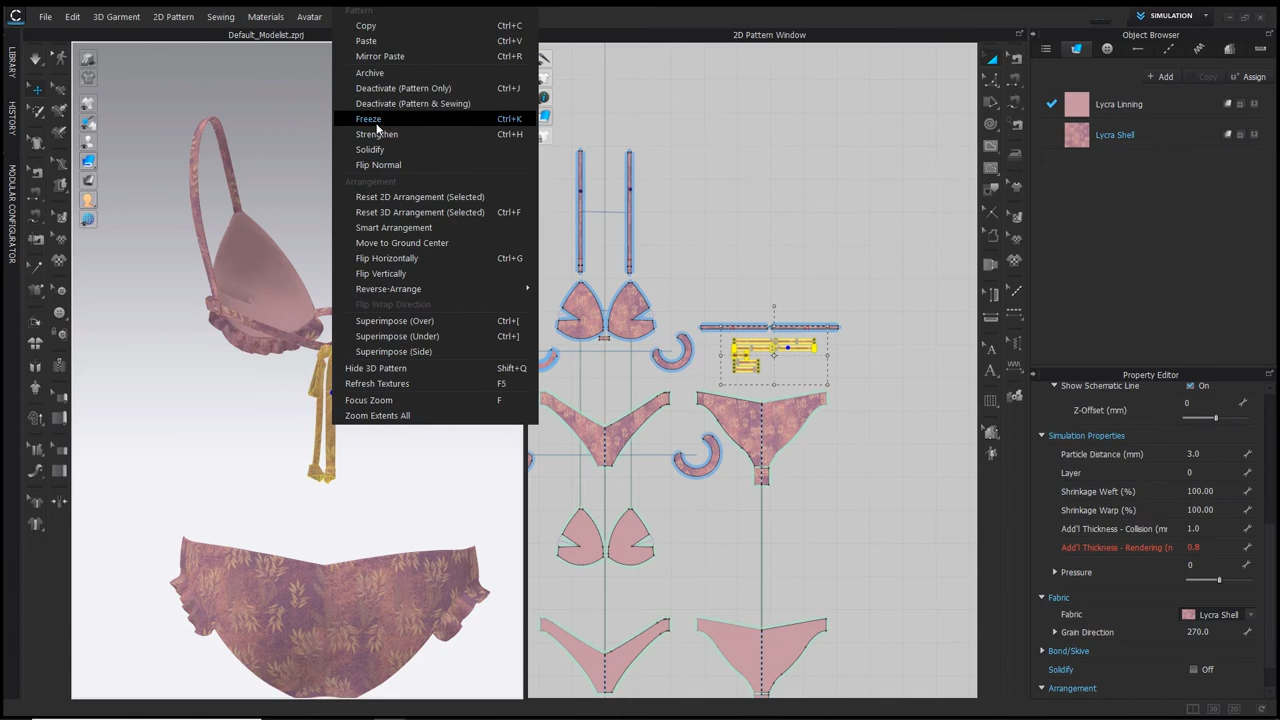 File Edit 3D Garment 2D Pattern Sewing Materials Avatar
SIMULATION
Default_Modelist.zprj
2D Pattern Window
Object Browser
LIBRARY
HISTORY
MODULAR CONFIGURATOR
Pattern
Copy Ctrl+C
Paste Ctrl+V
Mirror Paste Ctrl+R
Archive
Deactivate (Pattern Only) Ctrl+J
Deactivate (Pattern & Sewing)
Freeze Ctrl+K
Strengthen Ctrl+H
Solidify
Flip Normal
Arrangement
Reset 2D Arrangement (Selected)
Reset 3D Arrangement (Selected) Ctrl+F
Smart Arrangement
Move to Ground Center
Flip Horizontally Ctrl+G
Flip Vertically
Reverse-Arrange
Flip Wrap Direction
Superimpose (Over) Ctrl+[
Superimpose (Under) Ctrl+]
Superimpose (Side)
Hide 3D Pattern Shift+Q
Refresh Textures F5
Focus Zoom F
Zoom Extents All
+ Add Copy Assign
Lycra Linning
Lycra Shell
Property Editor
Show Schematic Line On
Z-Offset (mm) 0
Simulation Properties
Particle Distance (mm) 3.0
Layer 0
Shrinkage Weft (%) 100.00
Shrinkage Warp (%) 100.00
Add'l Thickness - Collision (mr 1.0
Add'l Thickness - Rendering (n 0.8
Pressure 0
Fabric
Fabric Lycra Shell
Grain Direction 270.0
Bond/Skive
Solidify Off
Arrangement
3D 2D